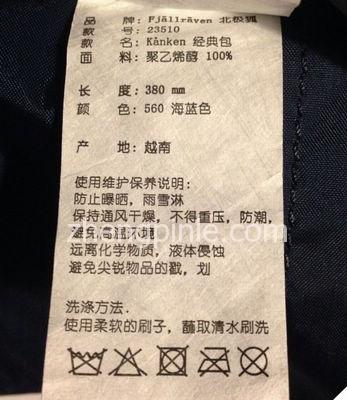 品 牌: Fjällräven 北极狐
款 号: 23510
款 名: Kånken 经典包
面 料: 聚乙烯醇 100%
长 度: 380 mm
颜 色: 560 海蓝色
产 地: 越南
使用维护保养说明:
防止曝晒，雨雪淋
保持通风干燥，不得重压，防潮,
避免高温环境
远离化学物质，液体侵蚀
避免尖锐物品的戳，划
洗涤方法.
使用柔软的刷子，蘸取清水刷洗